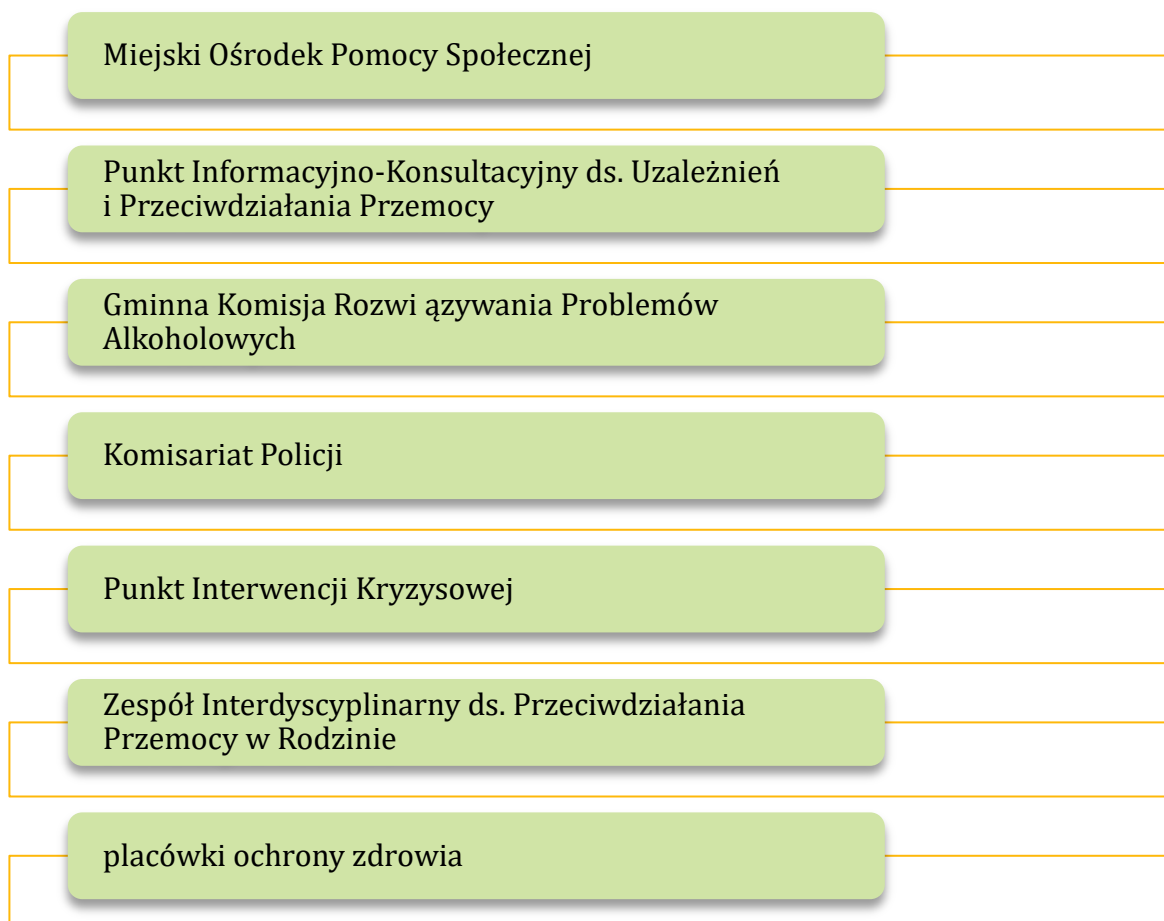 Miejski Ośrodek Pomocy Społecznej
Punkt Informacyjno-Konsultacyjny ds. Uzależnień
i Przeciwdziałania Przemocy
Gminna Komisja Rozwi ązywania Problemów
Alkoholowych
Komisariat Policji
Punkt Interwencji Kryzysowej
Zespół Interdyscyplinarny ds. Przeciwdziałania
Przemocy w Rodzinie
placówki ochrony zdrowia